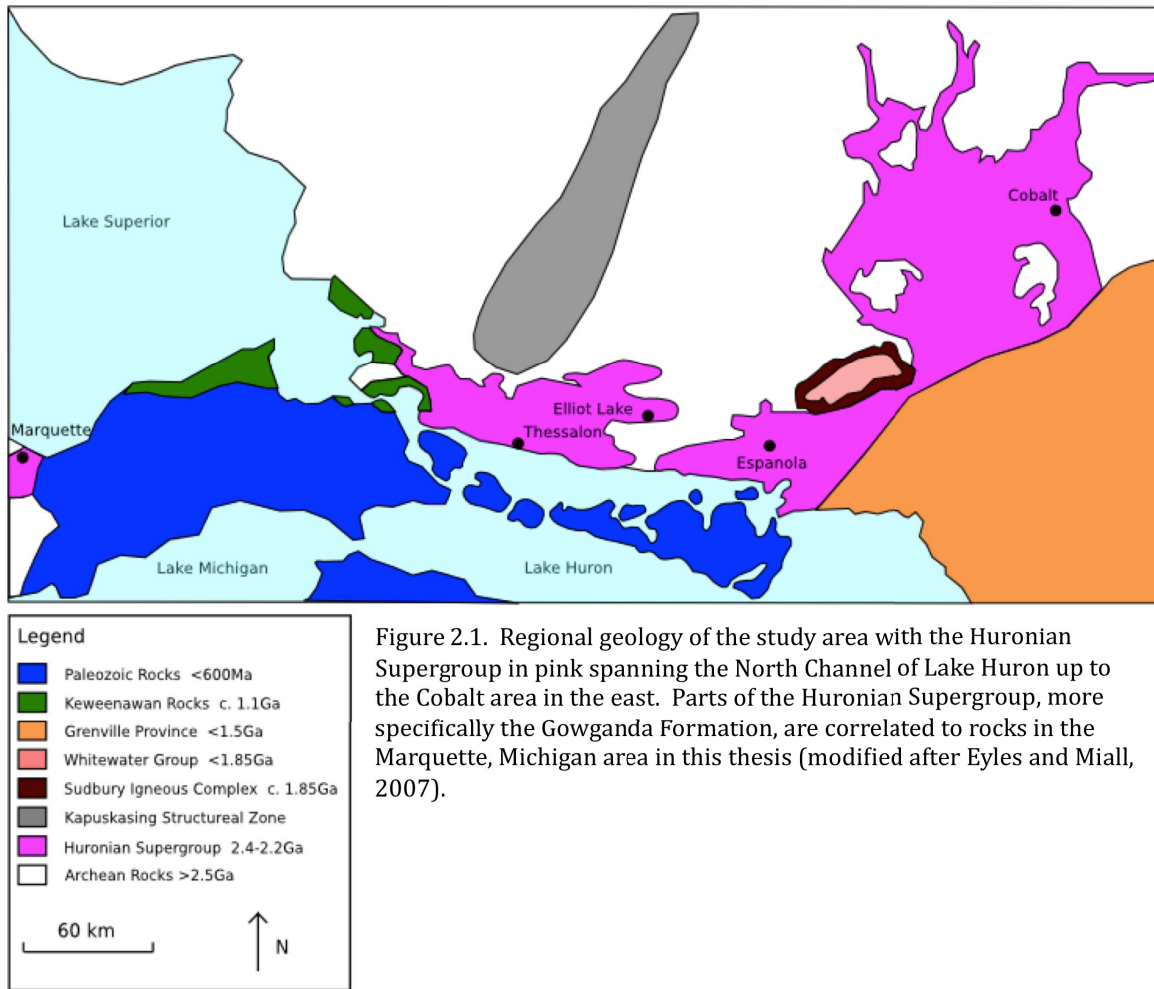 Cobalt
Lake Superior
Elliot Lake
Marquette
Thessalon
Espanola
Lake Michigan
Lake Huron
Legend
Paleozoic Rocks <600Ma
Keweenawan Rocks c. 1.1Ga
Grenville Province <1.5Ga
Whitewater Group <1.85Ga
Sudbury Igneous Complex c. 1.85Ga
Kapuskasing Structureal Zone
Huronian Supergroup 2.4-2.2Ga
Archean Rocks >2.5Ga
60 km
N
Figure 2.1. Regional geology of the study area with the Huronian
Supergroup in pink spanning the North Channel of Lake Huron up to
the Cobalt area in the east. Parts of the Huronian Supergroup, more
specifically the Gowganda Formation, are correlated to rocks in the
Marquette, Michigan area in this thesis (modified after Eyles and Miall,
2007).